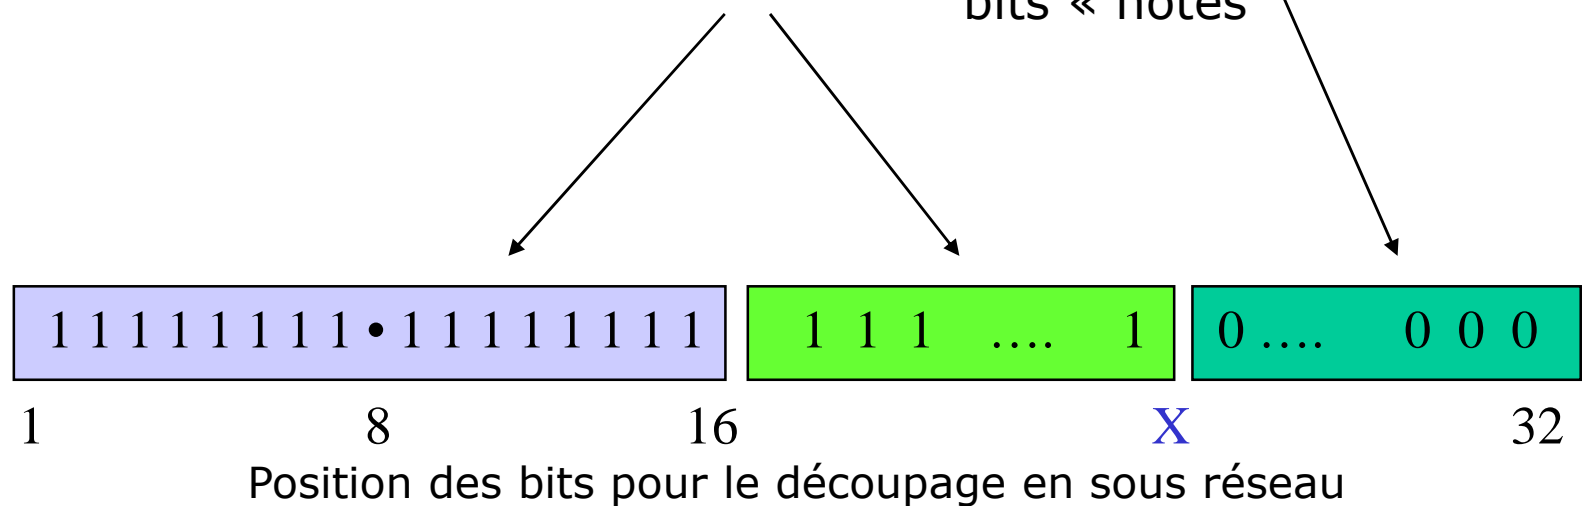 bits « hôtes
1 1 1 1 1 1 1 1 • 1 1 1 1 1 1 1 1 1 1 1 .... 1 0 .... 0 0 0
1 8 16 X 32
Position des bits pour le découpage en sous réseau